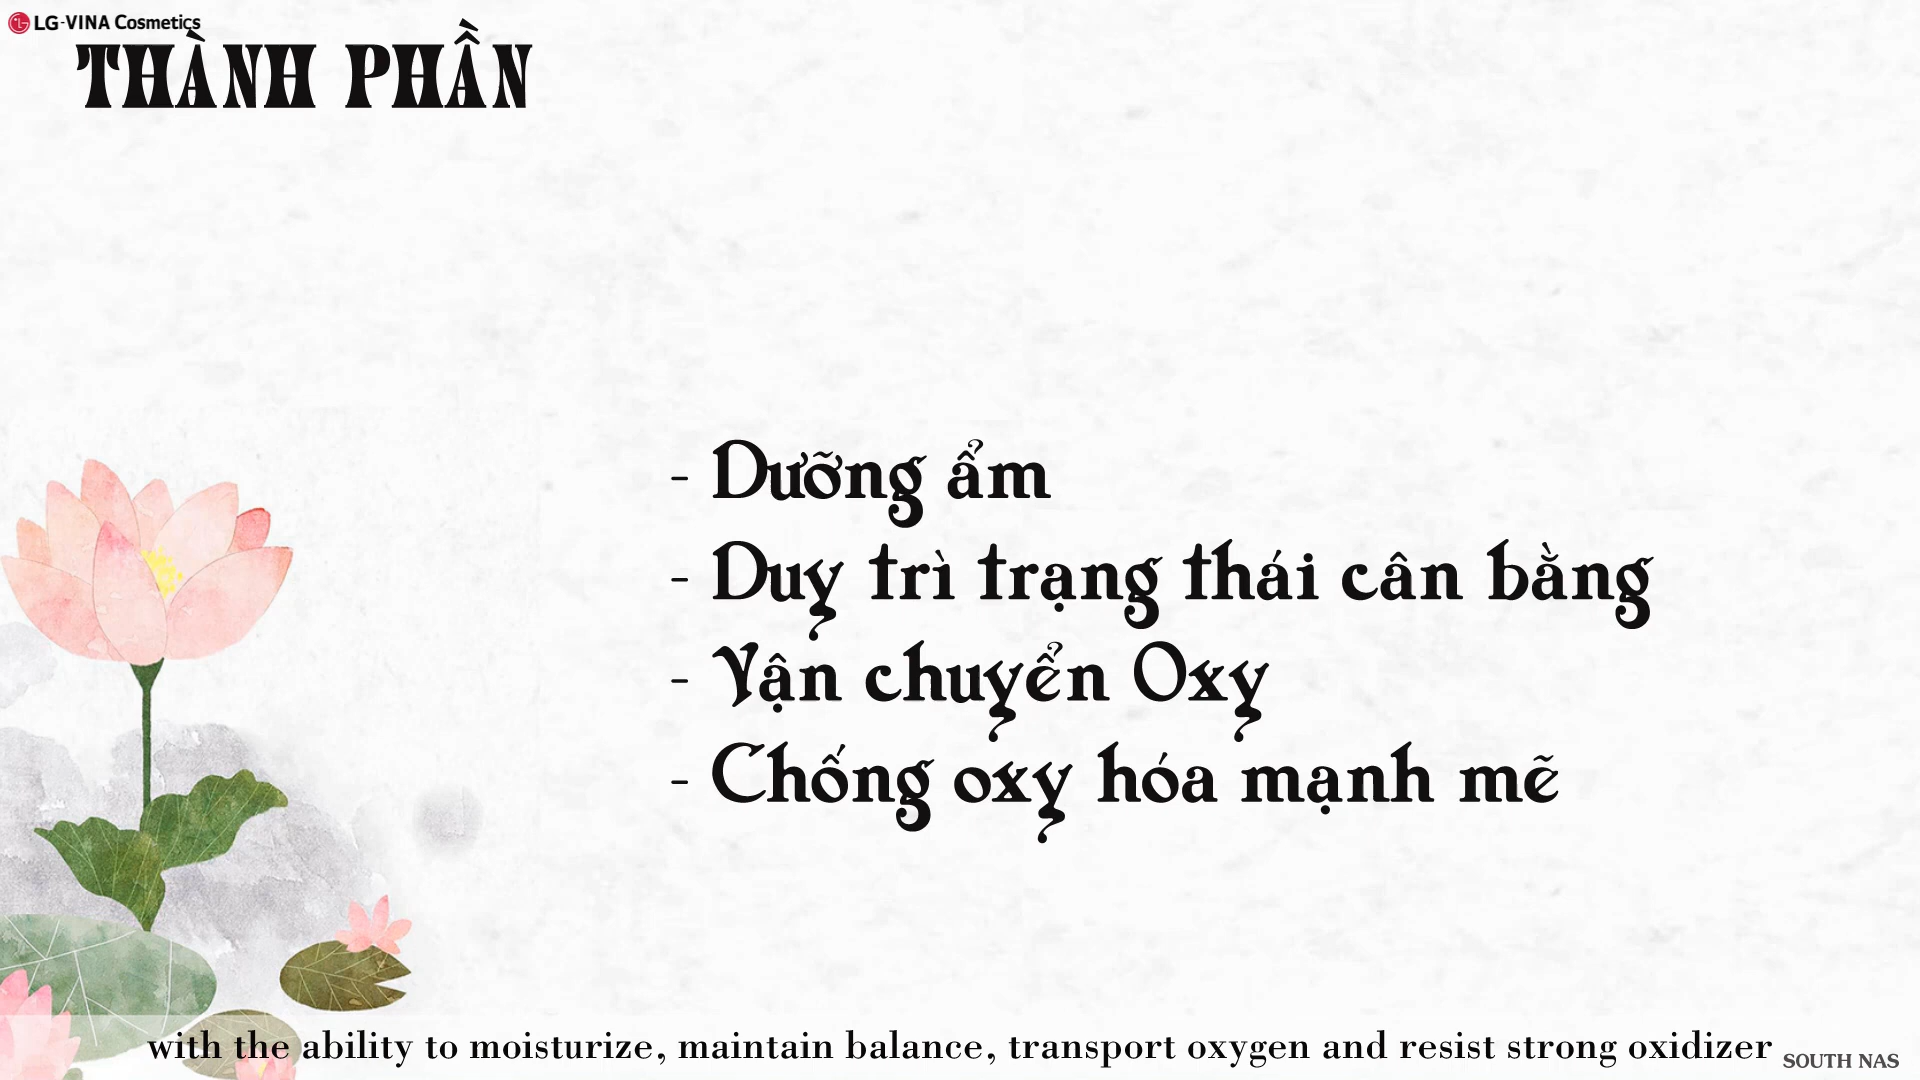 LG LG-VINA Cosmetics
THÀNH PHẦN
- Dưỡng ẩm
- Duy trì trạng thái cân bằng
- Vận chuyển Oxy
- Chống oxy hóa mạnh mẽ
with the ability to moisturize, maintain balance, transport oxygen and resist strong oxidizer
SOUTH NAS